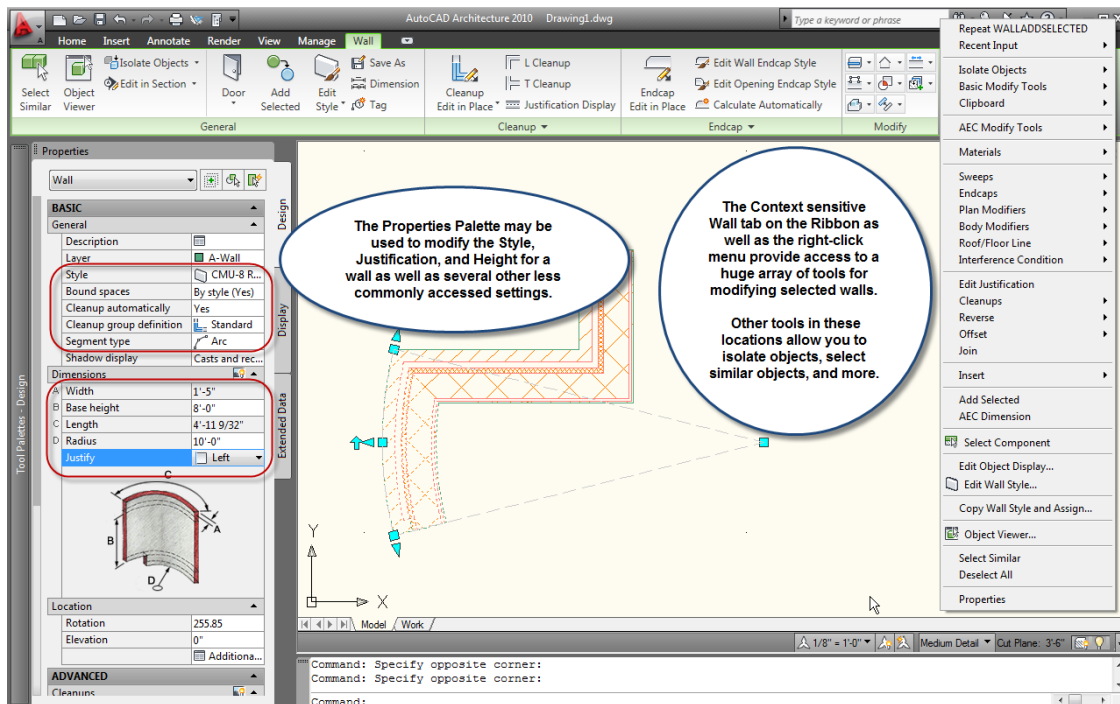 AutoCAD Architecture 2010 Drawing1.dwg
Type a keyword or phrase
Home Insert Annotate Render View Manage Wall
Select Similar
Object Viewer
Isolate Objects
Edit in Section
Door
Add Selected
Edit Style
Save As
Dimension
Tag
General
Cleanup Edit in Place
L Cleanup
T Cleanup
Justification Display
Cleanup
Endcap Edit in Place
Edit Wall Endcap Style
Edit Opening Endcap Style
Calculate Automatically
Endcap
Modify
Properties
Wall
BASIC
General
Description
Layer A-Wall
Style CMU-8 R...
Bound spaces By style (Yes)
Cleanup automatically Yes
Cleanup group definition Standard
Segment type Arc
Shadow display Casts and rec...
Dimensions
A Width 1'-5"
B Base height 8'-0"
C Length 4'-11 9/32"
D Radius 10'-0"
Justify Left
C
A
B
D
Location
Rotation 255.85
Elevation 0"
Additiona...
ADVANCED
Cleanups
Design
Display
Extended Data
Tool Palettes - Design
The Properties Palette may be
used to modify the Style,
Justification, and Height for a
wall as well as several other less
commonly accessed settings.
The Context sensitive
Wall tab on the Ribbon as
well as the right-click
menu provide access to a
huge array of tools for
modifying selected walls.
Other tools in these
locations allow you to
isolate objects, select
similar objects, and more.
Y
X
Model Work
1/8" = 1'-0" Medium Detail Cut Plane: 3'-6"
Command: Specify opposite corner:
Command: Specify opposite corner:
Command:
Repeat WALLADDSELECTED
Recent Input
Isolate Objects
Basic Modify Tools
Clipboard
AEC Modify Tools
Materials
Sweeps
Endcaps
Plan Modifiers
Body Modifiers
Roof/Floor Line
Interference Condition
Edit Justification
Cleanups
Reverse
Offset
Join
Insert
Add Selected
AEC Dimension
Select Component
Edit Object Display...
Edit Wall Style...
Copy Wall Style and Assign...
Object Viewer...
Select Similar
Deselect All
Properties